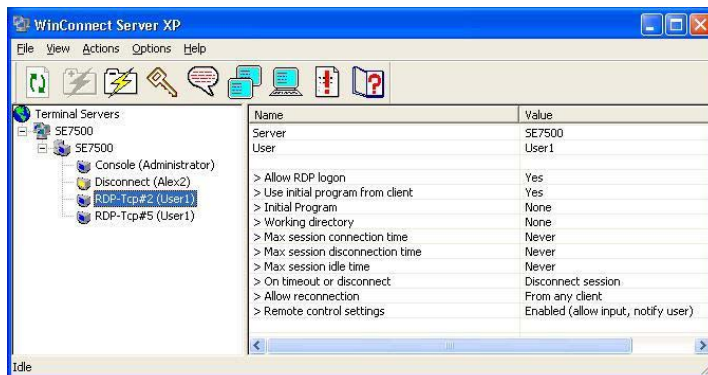 WinConnect Server XP
File View Actions Options Help
Terminal Servers
SE7500
SE7500
Console (Administrator)
Disconnect (Alex2)
RDP-Tcp#2 (User1)
RDP-Tcp#5 (User1)
Name Value
Server SE7500
User User1
> Allow RDP logon Yes
> Use initial program from client Yes
> Initial Program None
> Working directory None
> Max session connection time Never
> Max session disconnection time Never
> Max session idle time Never
> On timeout or disconnect Disconnect session
> Allow reconnection From any client
> Remote control settings Enabled (allow input, notify user)
Idle